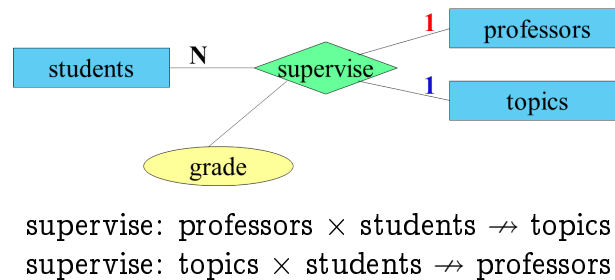 1 professors
students N supervise
1 topics
grade
supervise: professors × students ↛ topics
supervise: topics × students ↛ professors